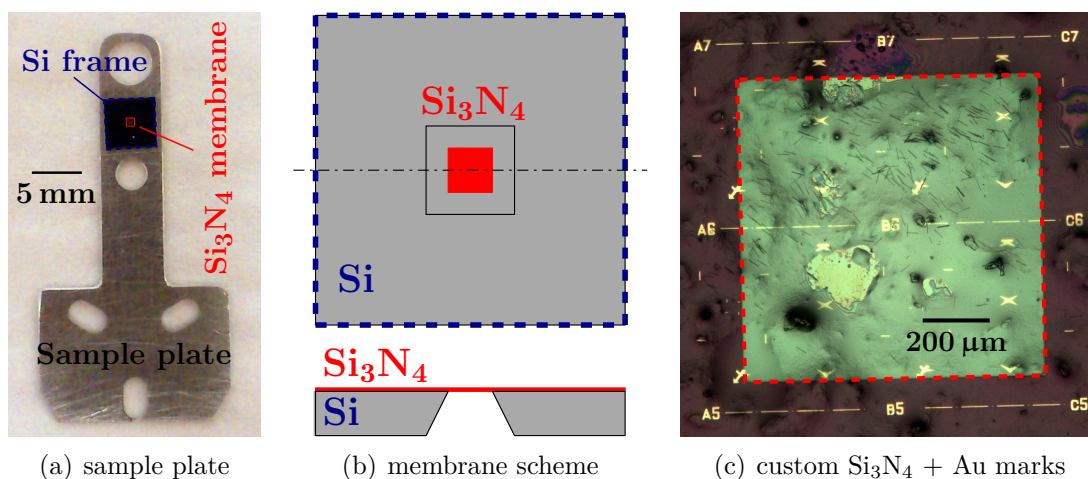 Si frame
Si₃N₄ membrane
5 mm
Sample plate
(a) sample plate
Si₃N₄
Si
Si₃N₄
Si
(b) membrane scheme
A7 B7 C7
A6 B6 C6
200 µm
A5 B5 C5
(c) custom Si₃N₄ + Au marks